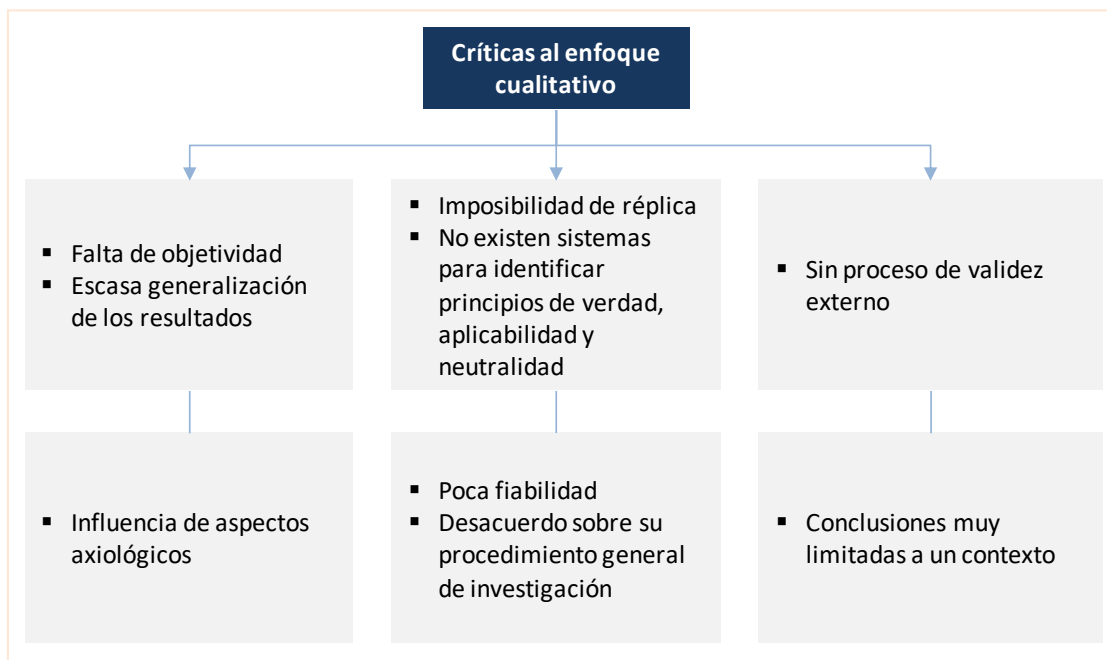 Críticas al enfoque
cualitativo
▪ Falta de objetividad
▪ Escasa generalización
de los resultados
▪ Imposibilidad de réplica
▪ No existen sistemas
para identificar
principios de verdad,
aplicabilidad y
neutralidad
▪ Sin proceso de validez
externo
▪ Influencia de aspectos
axiológicos
▪ Poca fiabilidad
▪ Desacuerdo sobre su
procedimiento general
de investigación
▪ Conclusiones muy
limitadas a un contexto